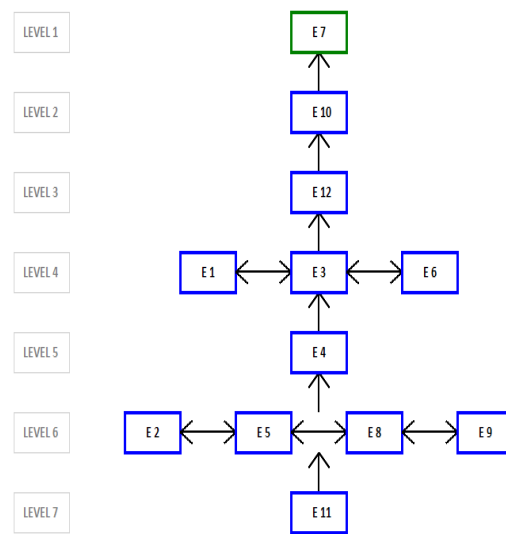 LEVEL 1 E 7
LEVEL 2 E 10
LEVEL 3 E 12
LEVEL 4 E 1 E 3 E 6
LEVEL 5 E 4
LEVEL 6 E 2 E 5 E 8 E 9
LEVEL 7 E 11